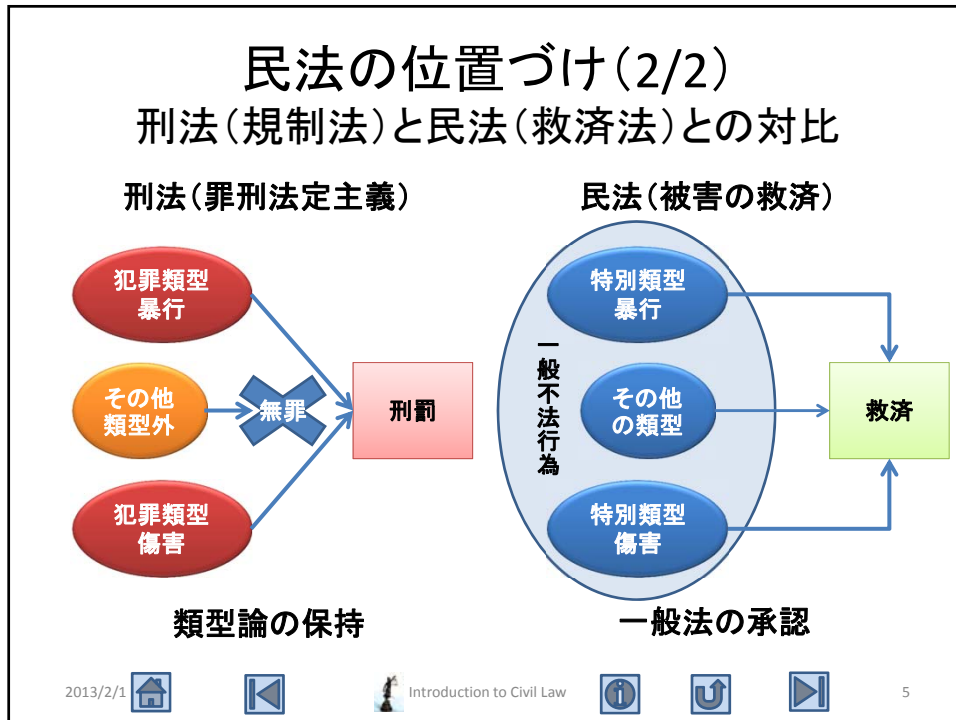 民法の位置づけ(2/2)
刑法(規制法)と民法(救済法)との対比
刑法(罪刑法定主義)
犯罪類型
暴行
その他
類型外
無罪
刑罰
犯罪類型
傷害
類型論の保持
民法(被害の救済)
一般不法行為
特別類型
暴行
その他
の類型
救済
特別類型
傷害
一般法の承認
2013/2/1
Introduction to Civil Law
5